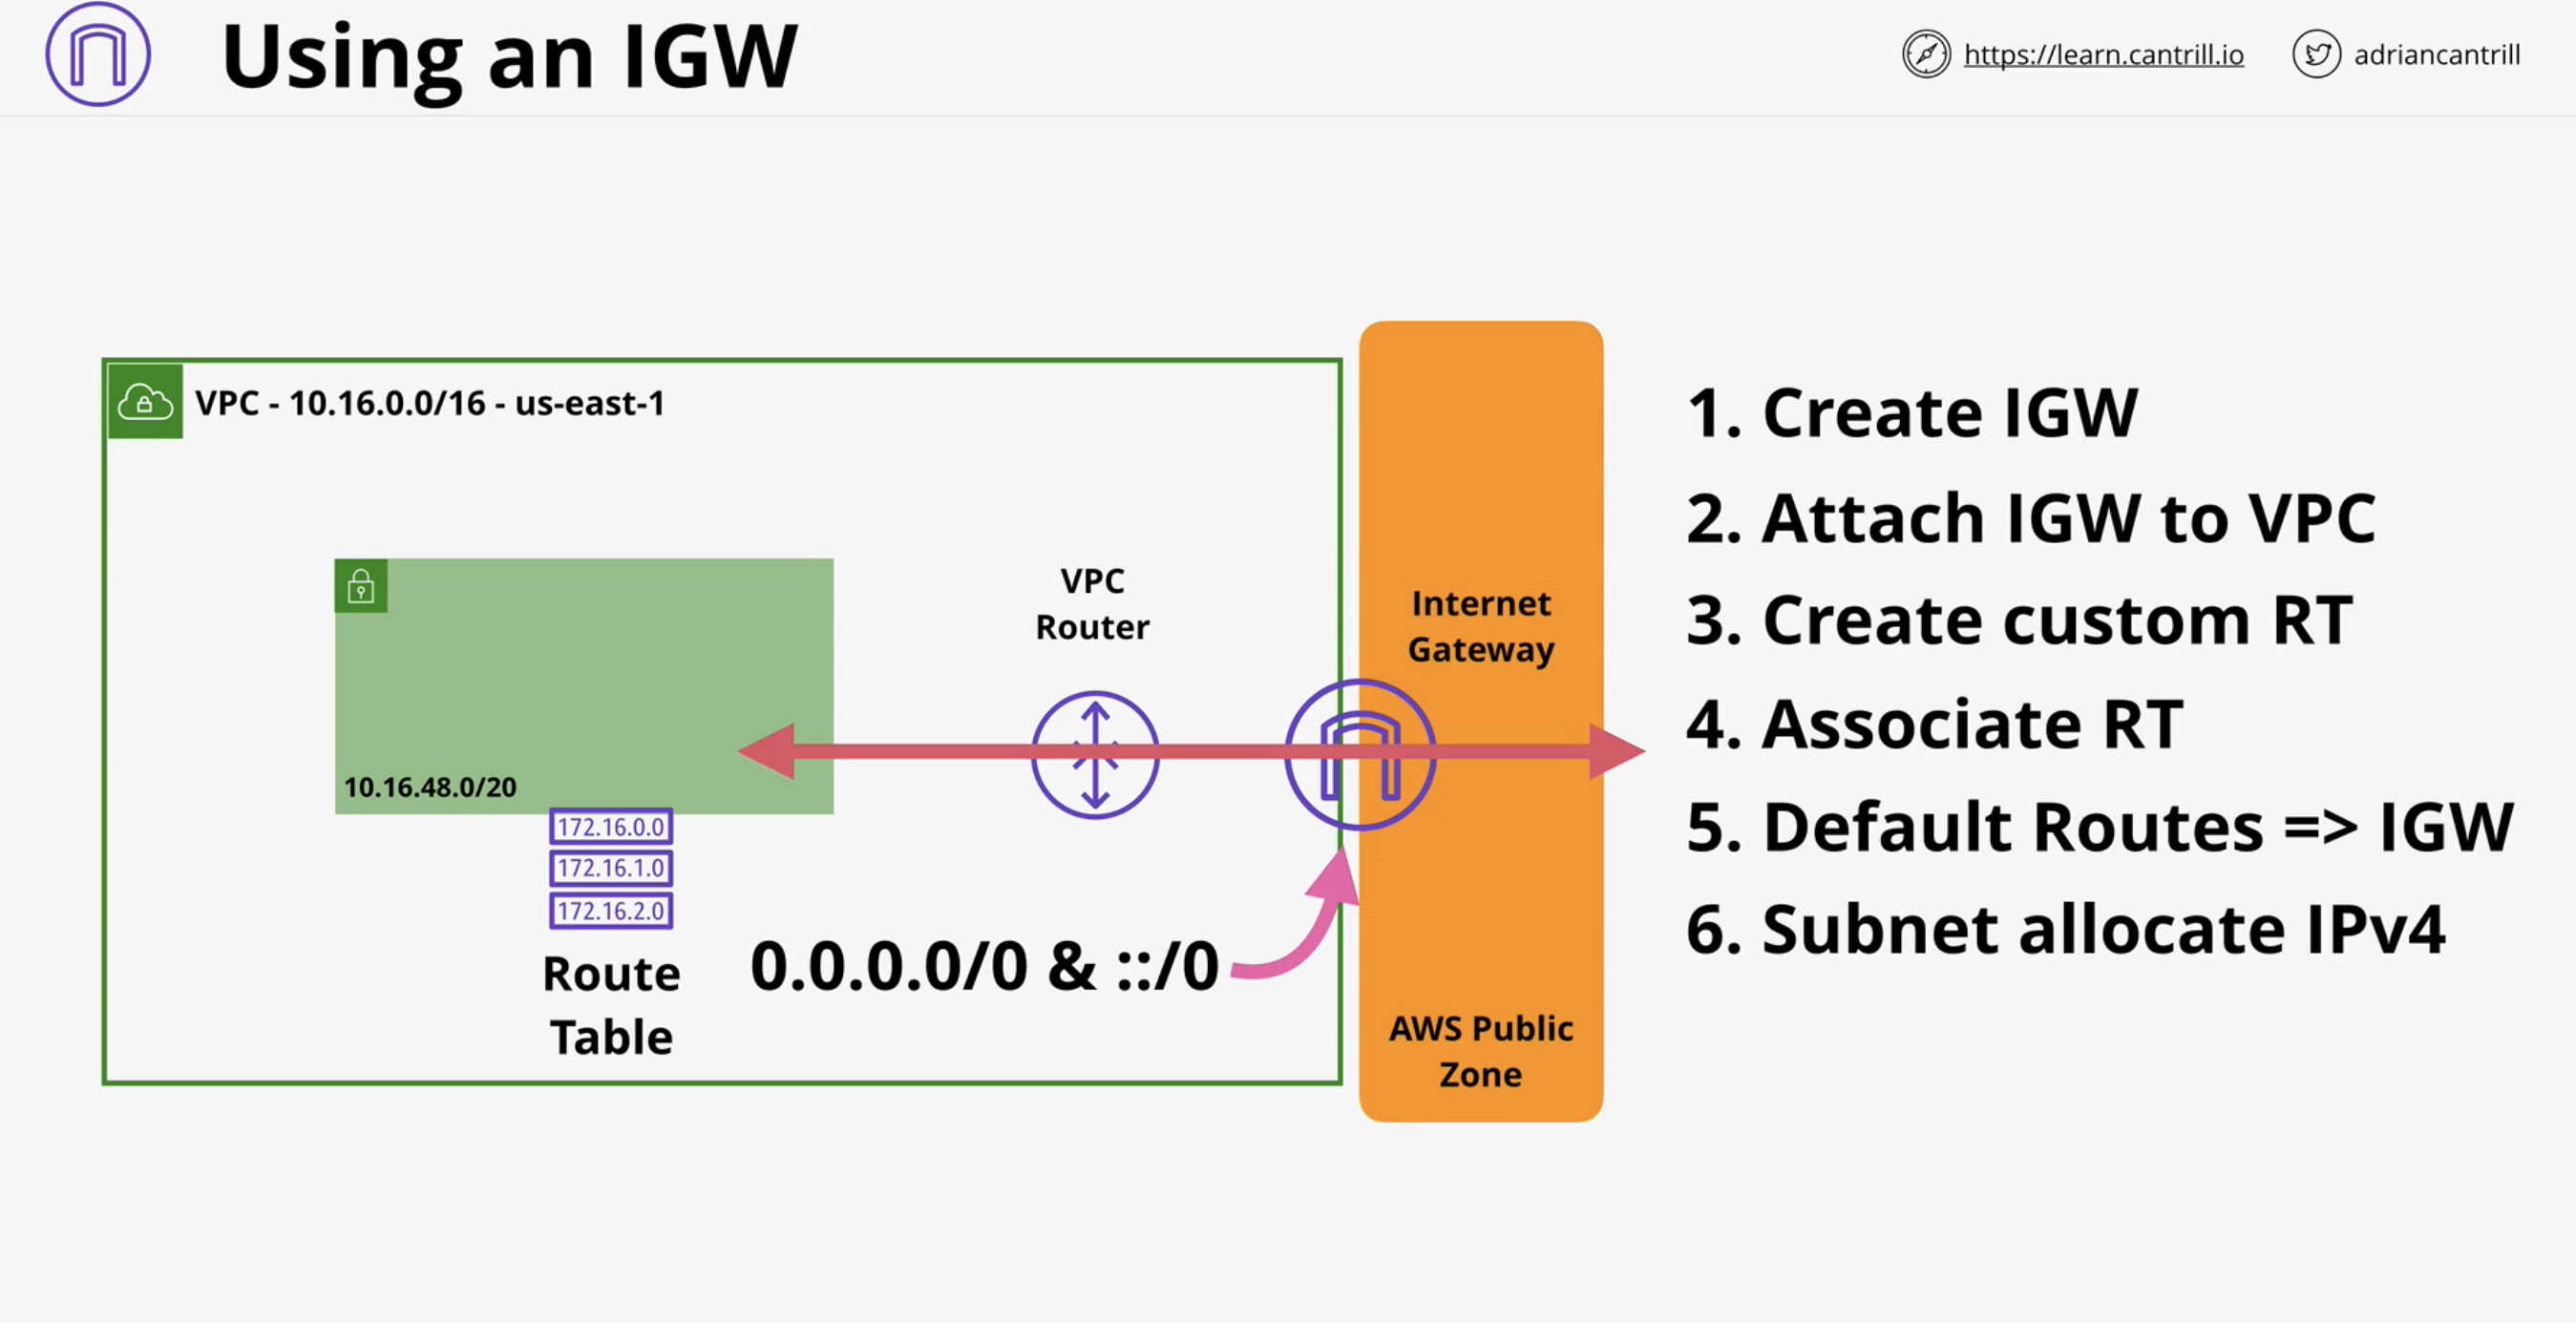 Using an IGW
https://learn.cantrill.io
adriancantrill
VPC - 10.16.0.0/16 - us-east-1
10.16.48.0/20
172.16.0.0
172.16.1.0
172.16.2.0
Route
Table
VPC
Router
0.0.0.0/0 & ::/0
Internet
Gateway
AWS Public
Zone
1. Create IGW
2. Attach IGW to VPC
3. Create custom RT
4. Associate RT
5. Default Routes => IGW
6. Subnet allocate IPv4